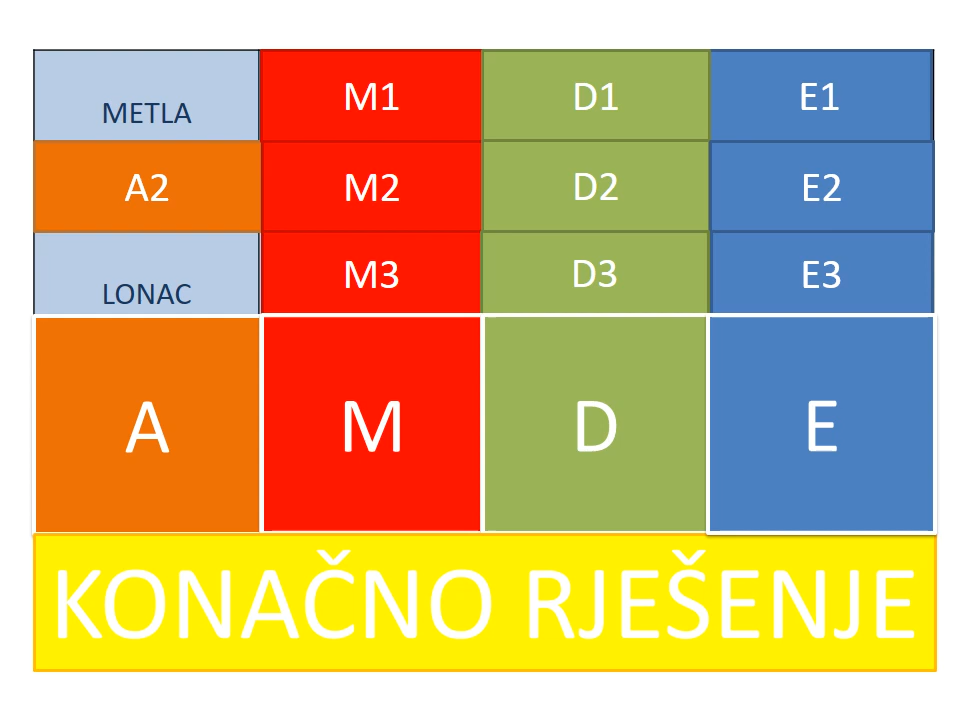 METLA M1 D1 E1
A2 M2 D2 E2
LONAC M3 D3 E3
A M D E
KONAČNO RJEŠENJE